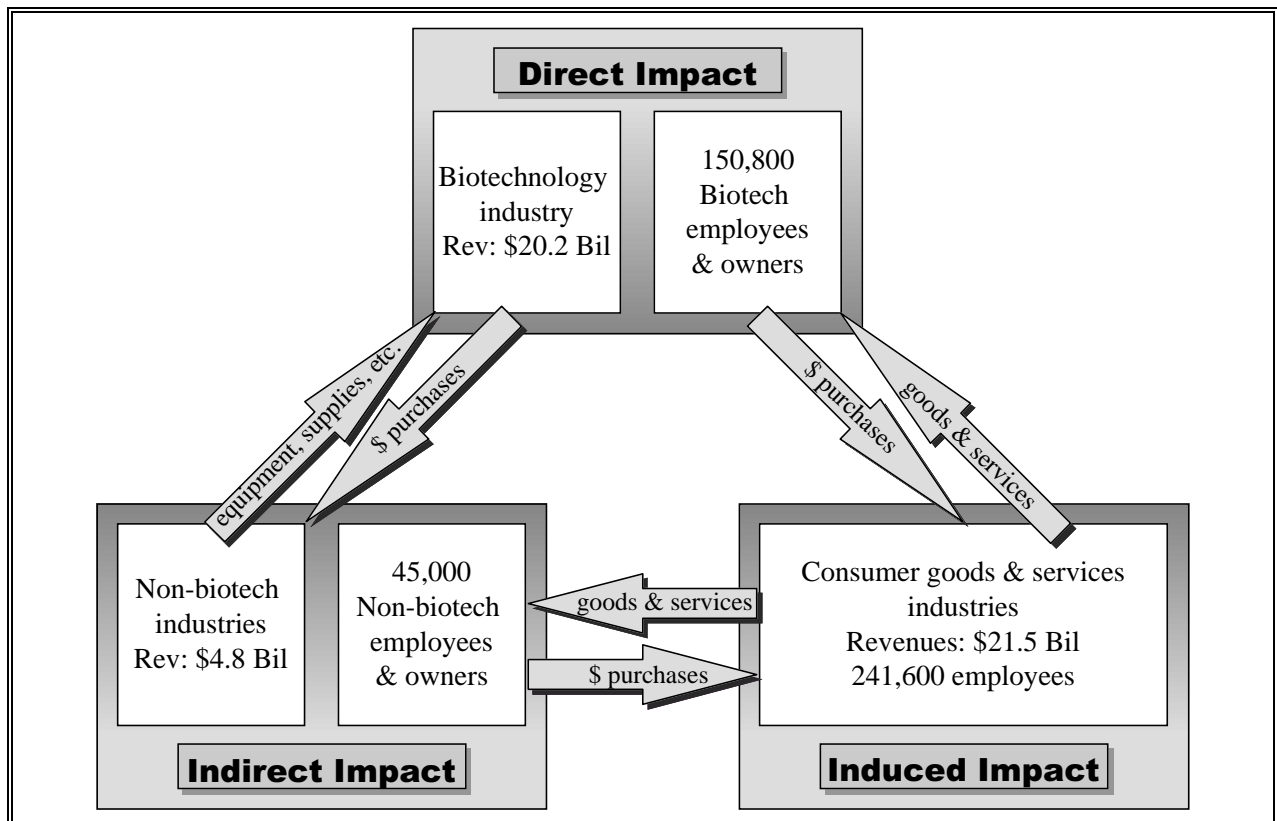 Direct Impact
Biotechnology
industry
Rev: $20.2 Bil
150,800
Biotech
employees
& owners
equipment, supplies, etc.
$ purchases
$ purchases
goods & services
Non-biotech
industries
Rev: $4.8 Bil
45,000
Non-biotech
employees
& owners
goods & services
$ purchases
Consumer goods & services
industries
Revenues: $21.5 Bil
241,600 employees
Indirect Impact
Induced Impact